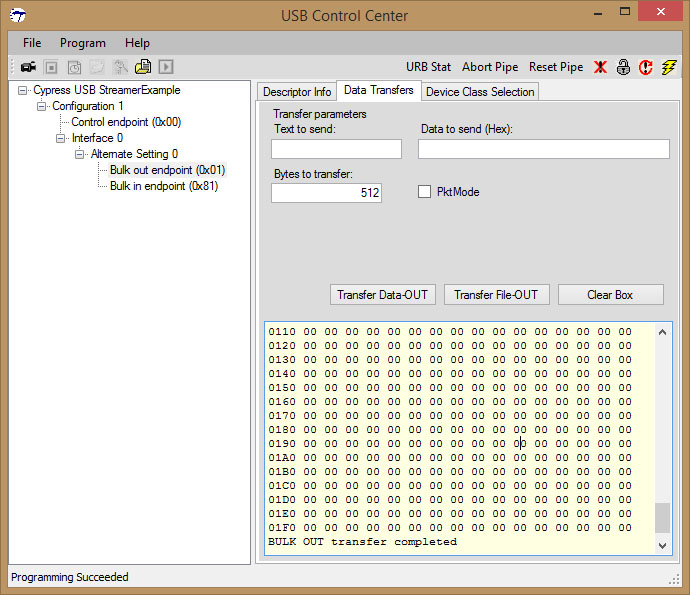 USB Control Center
File Program Help
URB Stat Abort Pipe Reset Pipe
Cypress USB StreamerExample
Configuration 1
Control endpoint (0x00)
Interface 0
Alternate Setting 0
Bulk out endpoint (0x01)
Bulk in endpoint (0x81)
Descriptor Info Data Transfers Device Class Selection
Transfer parameters
Text to send: Data to send (Hex):
Bytes to transfer:
512 PktMode
Transfer Data-OUT Transfer File-OUT Clear Box
0110 00 00 00 00 00 00 00 00 00 00 00 00 00 00 00 00
0120 00 00 00 00 00 00 00 00 00 00 00 00 00 00 00 00
0130 00 00 00 00 00 00 00 00 00 00 00 00 00 00 00 00
0140 00 00 00 00 00 00 00 00 00 00 00 00 00 00 00 00
0150 00 00 00 00 00 00 00 00 00 00 00 00 00 00 00 00
0160 00 00 00 00 00 00 00 00 00 00 00 00 00 00 00 00
0170 00 00 00 00 00 00 00 00 00 00 00 00 00 00 00 00
0180 00 00 00 00 00 00 00 00 00 00 00 00 00 00 00 00
0190 00 00 00 00 00 00 00 00 00 00 00 00 00 00 00 00
01A0 00 00 00 00 00 00 00 00 00 00 00 00 00 00 00 00
01B0 00 00 00 00 00 00 00 00 00 00 00 00 00 00 00 00
01C0 00 00 00 00 00 00 00 00 00 00 00 00 00 00 00 00
01D0 00 00 00 00 00 00 00 00 00 00 00 00 00 00 00 00
01E0 00 00 00 00 00 00 00 00 00 00 00 00 00 00 00 00
01F0 00 00 00 00 00 00 00 00 00 00 00 00 00 00 00 00
BULK OUT transfer completed
Programming Succeeded